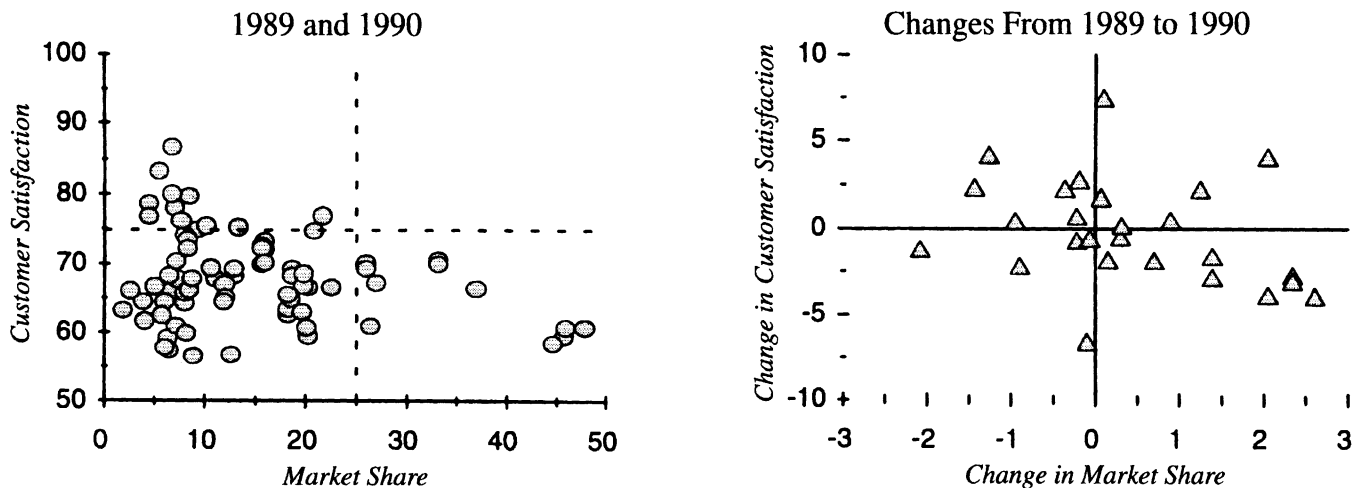 1989 and 1990
100
90
80
70
60
50
Customer Satisfaction
0 10 20 30 40 50
Market Share
Changes From 1989 to 1990
10
5
0
-5
-10
Change in Customer Satisfaction
-3 -2 -1 0 1 2 3
Change in Market Share